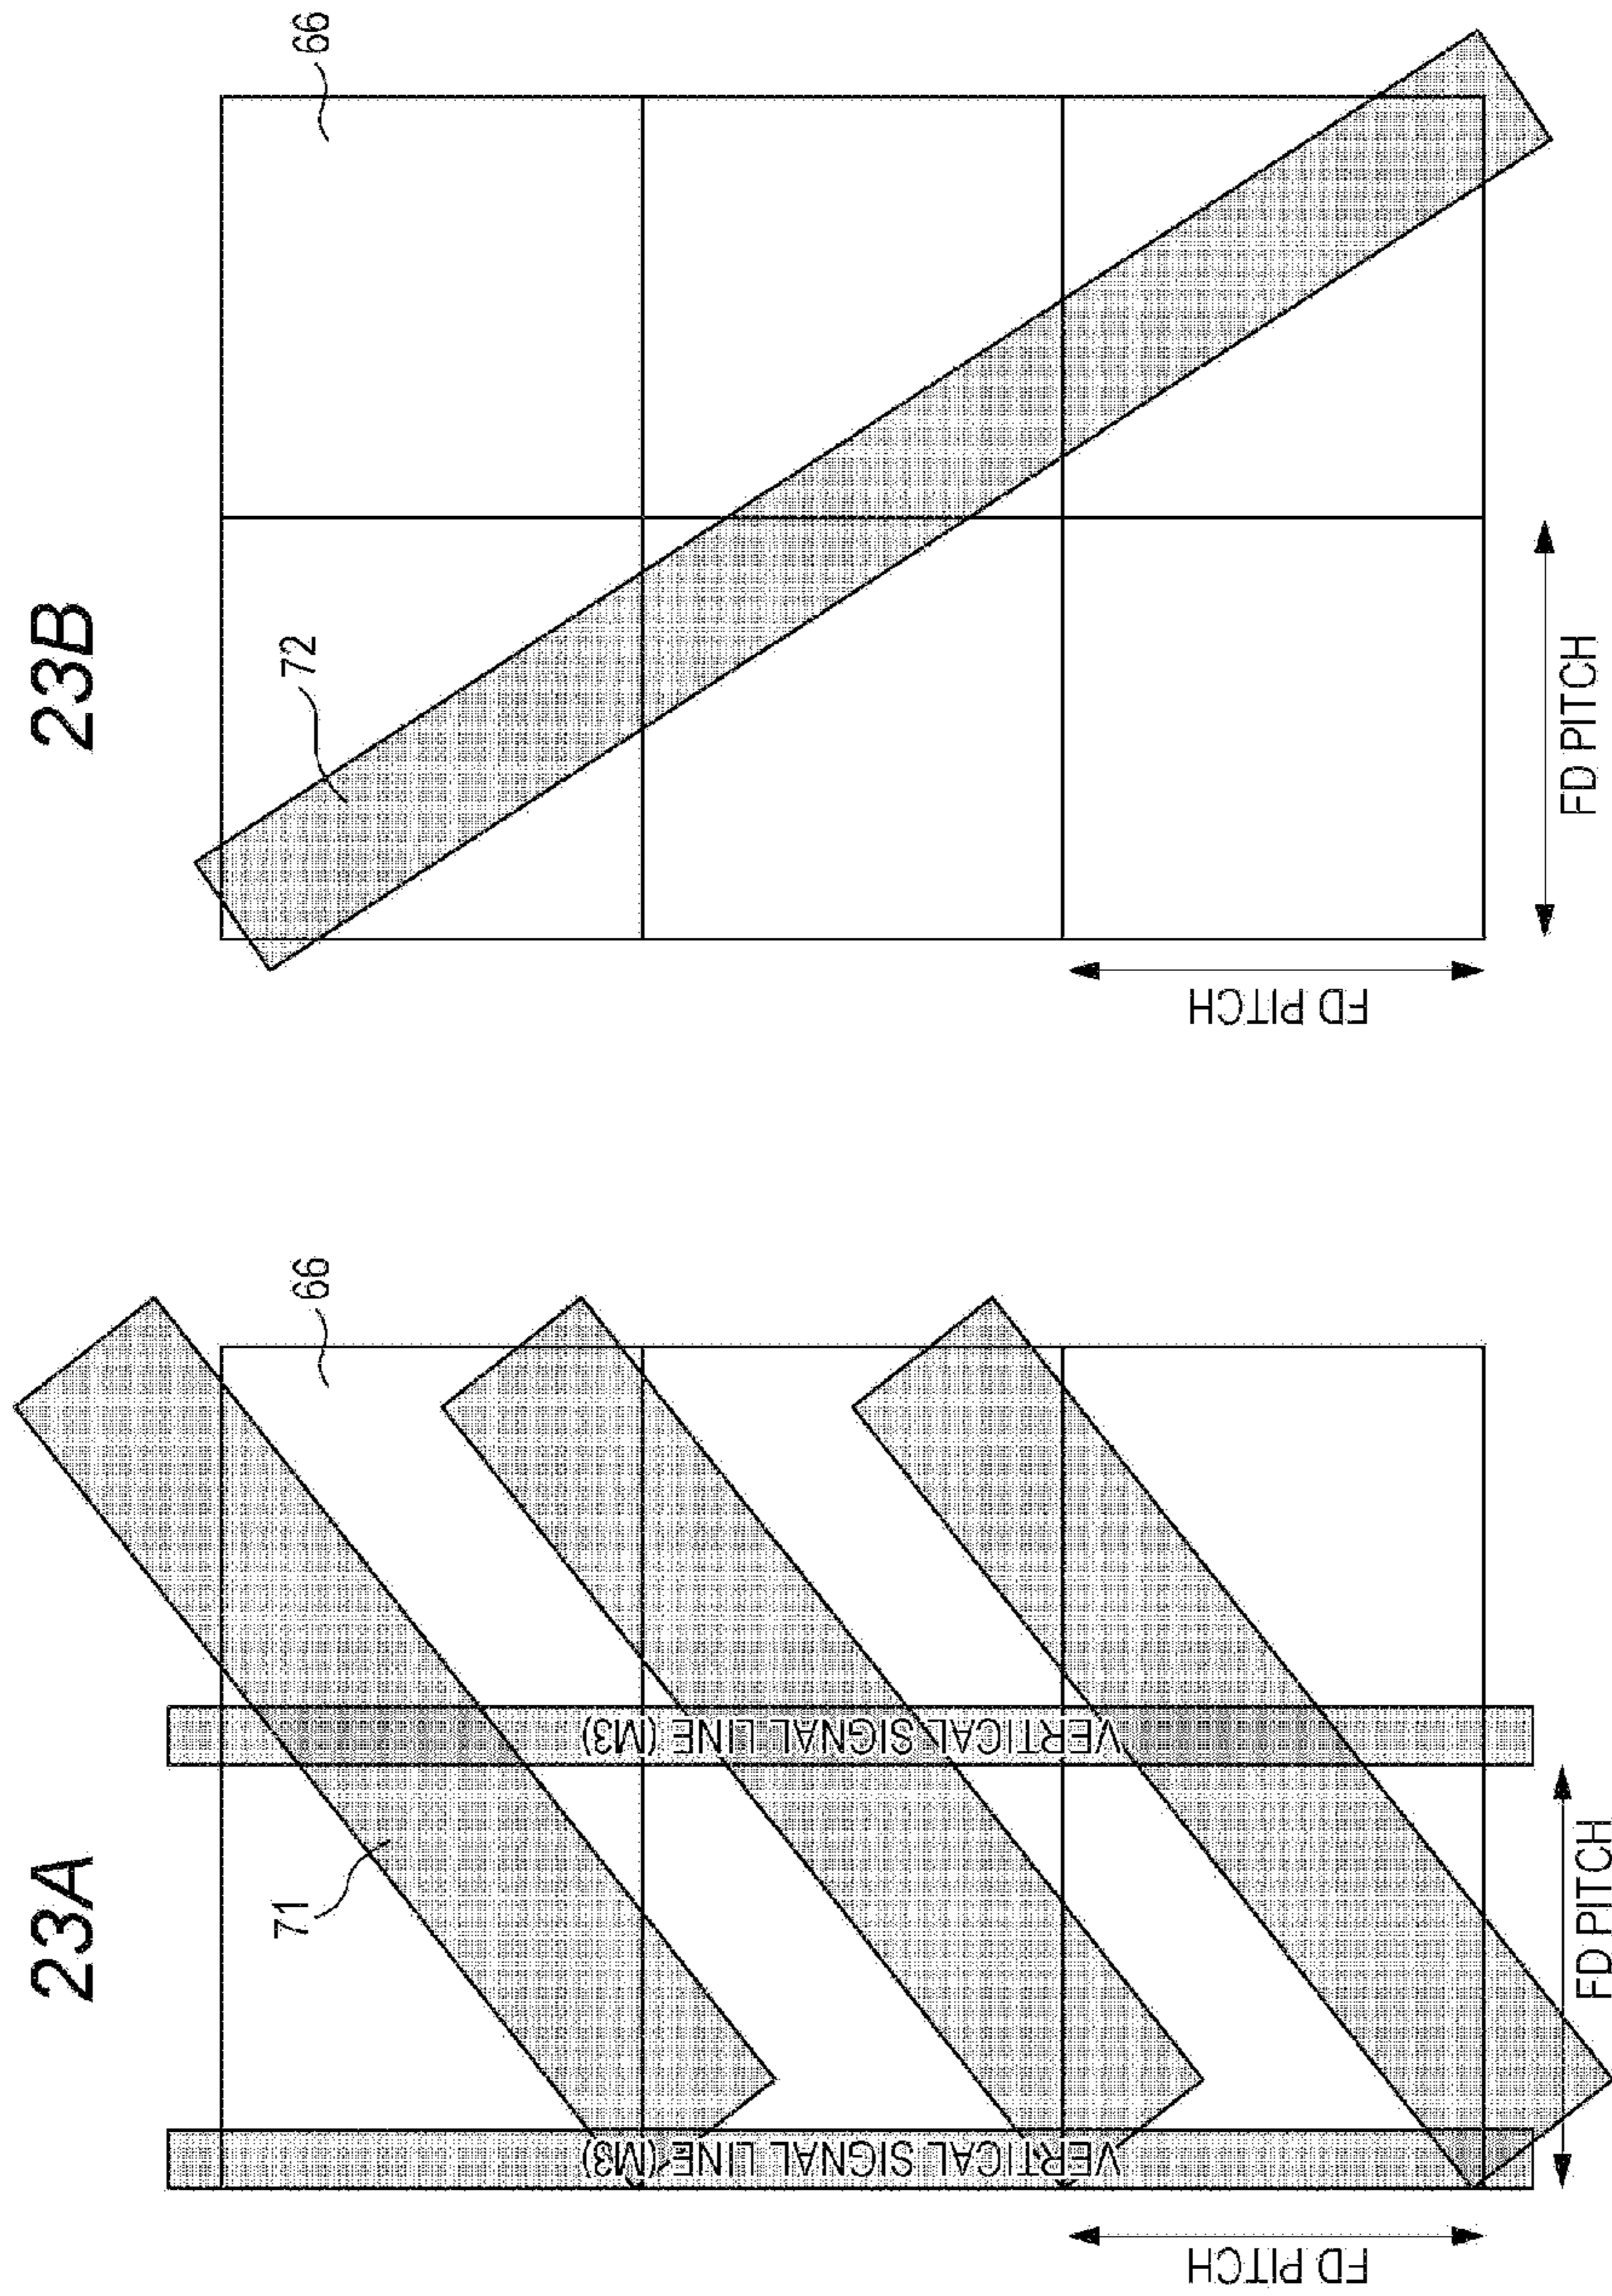 23A
71
66
VERTICAL SIGNAL LINE (M3)
VERTICAL SIGNAL LINE (M3)
FD PITCH
FD PITCH
23B
72
66
FD PITCH
FD PITCH